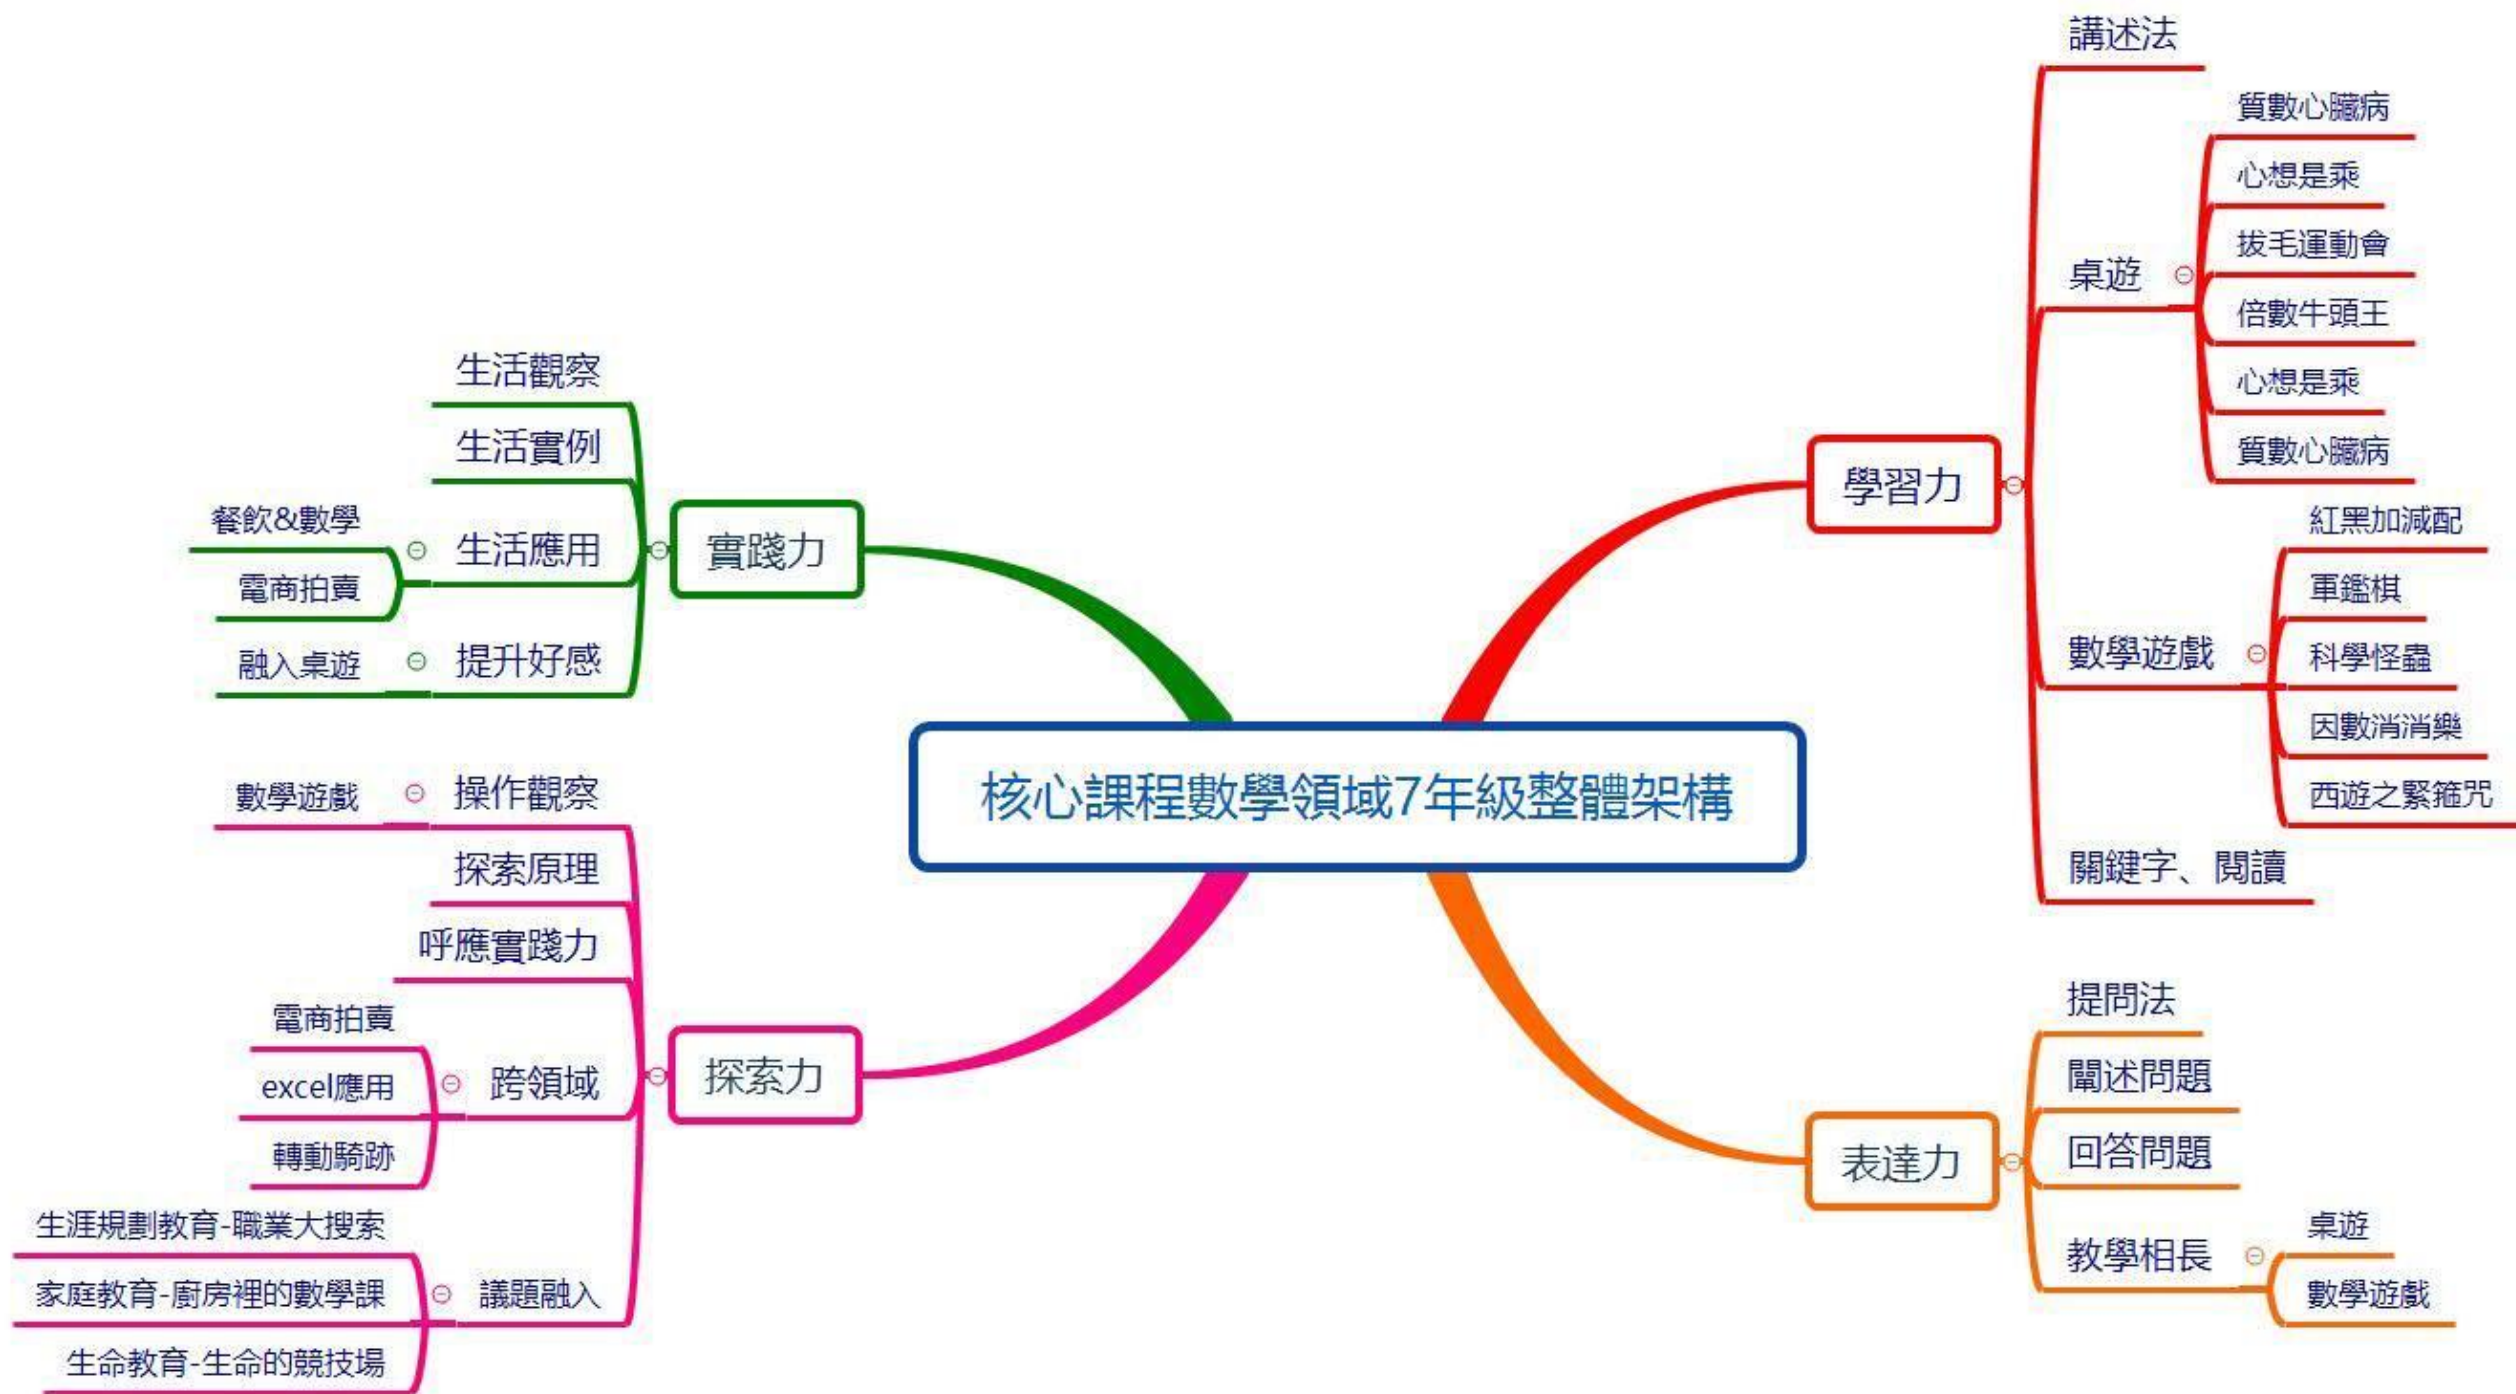 核心課程數學領域7年級整體架構
學習力
講述法
桌遊
質數心臟病
心想是乘
拔毛運動會
倍數牛頭王
心想是乘
質數心臟病
數學遊戲
紅黑加減配
軍鑑棋
科學怪蟲
因數消消樂
西遊之緊箍咒
關鍵字、閱讀
表達力
提問法
闡述問題
回答問題
教學相長
桌遊
數學遊戲
實踐力
生活觀察
生活實例
生活應用
餐飲&數學
電商拍賣
提升好感
融入桌遊
探索力
操作觀察
數學遊戲
探索原理
呼應實踐力
跨領域
電商拍賣
excel應用
轉動騎跡
議題融入
生涯規劃教育-職業大搜索
家庭教育-廚房裡的數學課
生命教育-生命的競技場